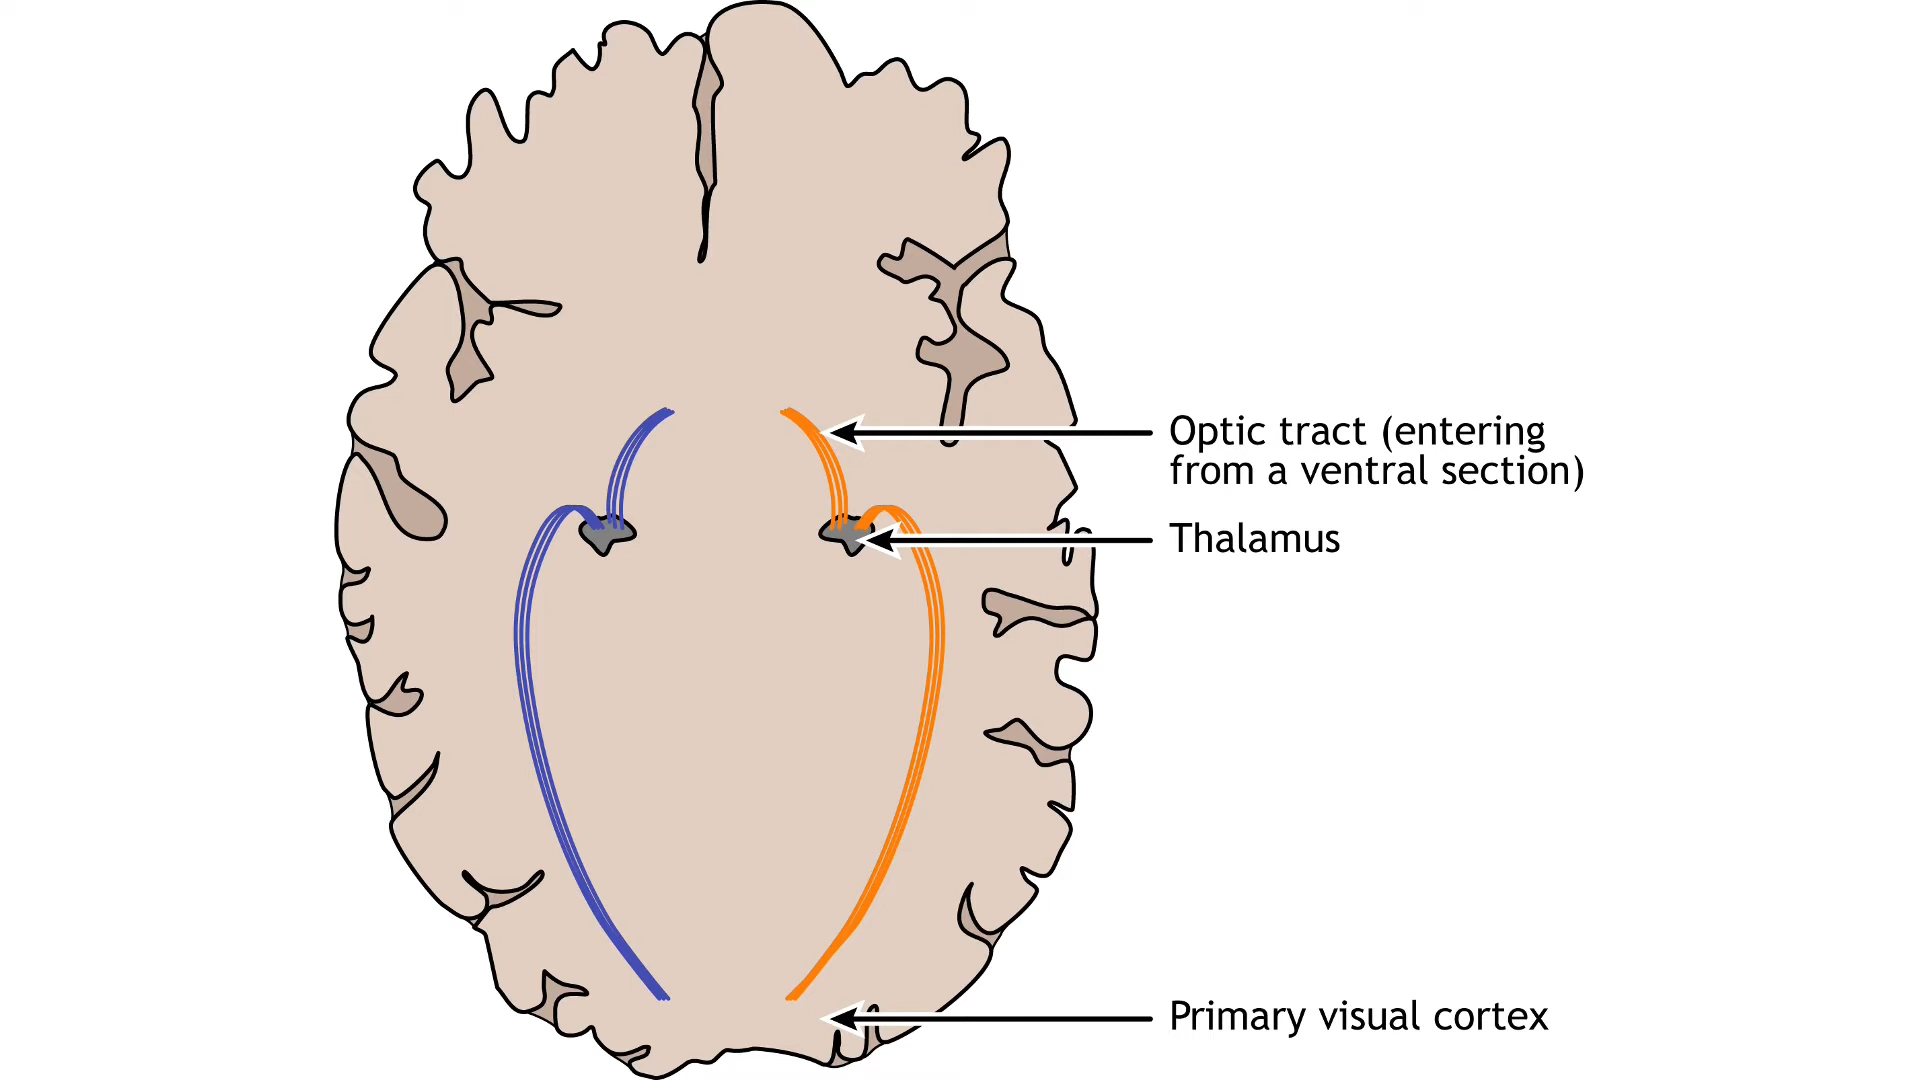 Optic tract (entering
from a ventral section)
Thalamus
Primary visual cortex